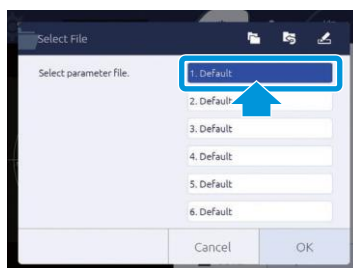 Select File
Select parameter file.
1. Default
2. Default
3. Default
4. Default
5. Default
6. Default
Cancel
OK